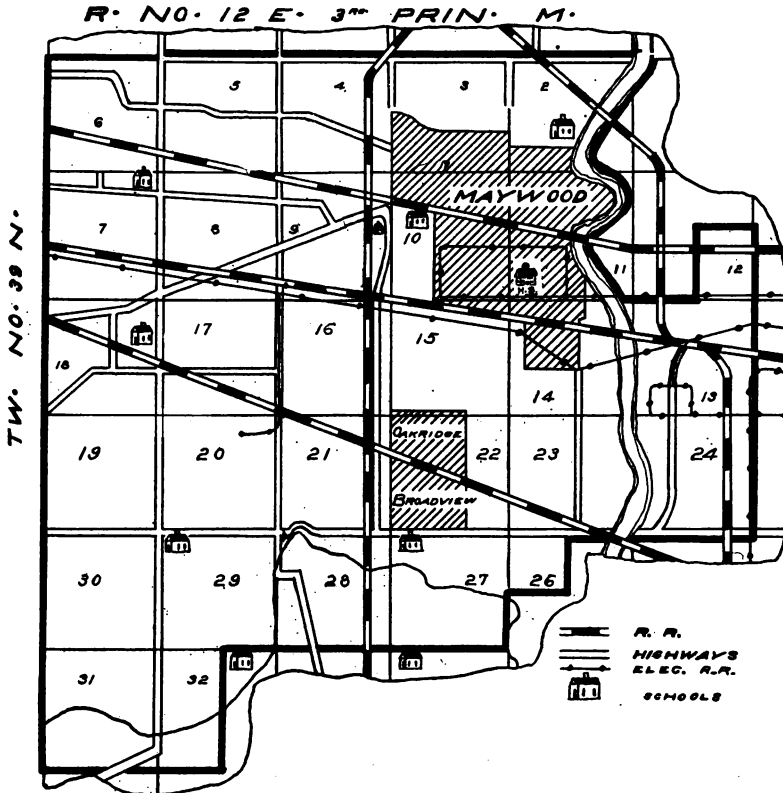 R. NO. 12 E. 3RD. PRIN. M.
TW. NO. 39 N.
5 4 3 2
6
MAYWOOD
7 8 9 10 11 12
H.S.
18 17 16 15
14 13
OAKRIDGE
19 20 21 22 23 24
BROADVIEW
30 29 28 27 26
R.R.
HIGHWAYS
ELEC. R.R.
31 32
SCHOOLS